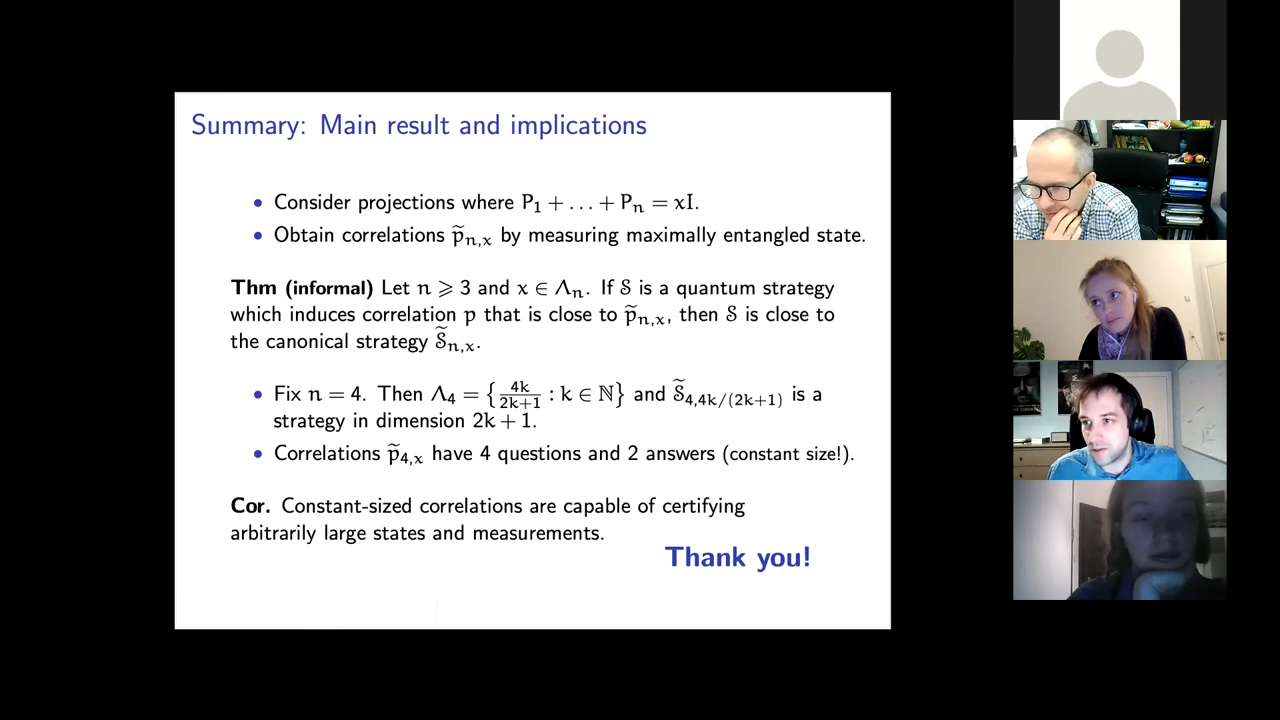 Summary: Main result and implications
• Consider projections where P₁ + … + Pₙ = xI.
• Obtain correlations p̃ₙ,ₓ by measuring maximally entangled state.
Thm (informal) Let n ⩾ 3 and x ∈ Λₙ. If 𝒮 is a quantum strategy
which induces correlation p that is close to p̃ₙ,ₓ, then 𝒮 is close to
the canonical strategy 𝒮̃ₙ,ₓ.
• Fix n = 4. Then Λ₄ = {4k/(2k+1) : k ∈ ℕ} and 𝒮̃_{4,4k/(2k+1)} is a
strategy in dimension 2k + 1.
• Correlations p̃₄,ₓ have 4 questions and 2 answers (constant size!).
Cor. Constant-sized correlations are capable of certifying
arbitrarily large states and measurements.
Thank you!